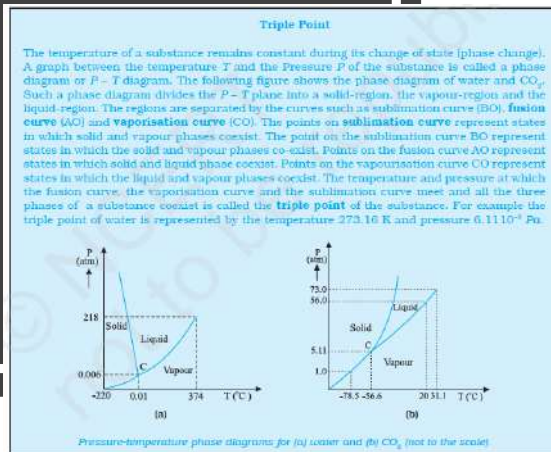 Triple Point
The temperature of a substance remains constant during its change of state (phase change).
A graph between the temperature T and the Pressure P of the substance is called a phase
diagram or P – T diagram. The following figure shows the phase diagram of water and CO₂.
Such a phase diagram divides the P – T plane into a solid-region, the vapour-region and the
liquid-region. The regions are separated by the curves such as sublimation curve (BO), fusion
curve (AO) and vaporisation curve (CO). The points on sublimation curve represent states
in which solid and vapour phases coexist. The point on the sublimation curve BO represent
states in which the solid and vapour phases co-exist. Points on the fusion curve AO represent
states in which solid and liquid phase coexist. Points on the vapourisation curve CO represent
states in which the liquid and vapour phases coexist. The temperature and pressure at which
the fusion curve, the vaporisation curve and the sublimation curve meet and all the three
phases of a substance coexist is called the triple point of the substance. For example the
triple point of water is represented by the temperature 273.16 K and pressure 6.11 Pa.
P
(atm)
218
Solid
Liquid
C
0.006
Vapour
-220 0.01 374 T(°C)
(a)
P
(atm)
73.0
56.0
Liquid
Solid
C
5.11
Vapour
1.0
-78.5 -56.6 20 31.1 T(°C)
(b)
Pressure-temperature phase diagrams for (a) water and (b) CO₂ (not to the scale)